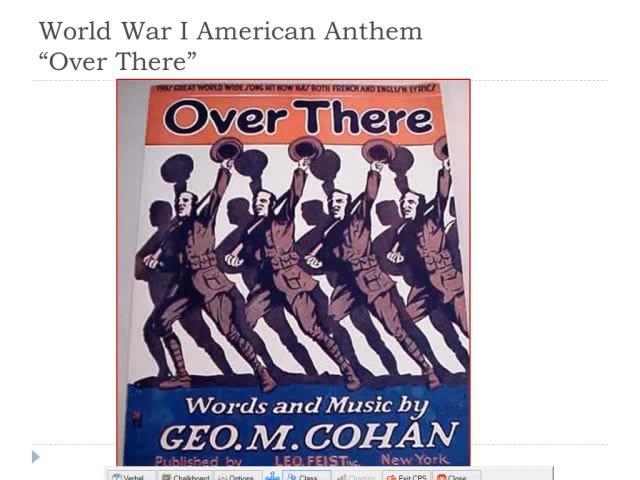 World War I American Anthem
“Over There”
THIS GREAT WORLD WIDE SONG HIT NOW HAS BOTH FRENCH AND ENGLISH LYRICS
Over There
Words and Music by
GEO. M. COHAN
Published by LEO. FEIST INC. New York
Verbal Chalkboard Options Class Charting Exit CPS Close